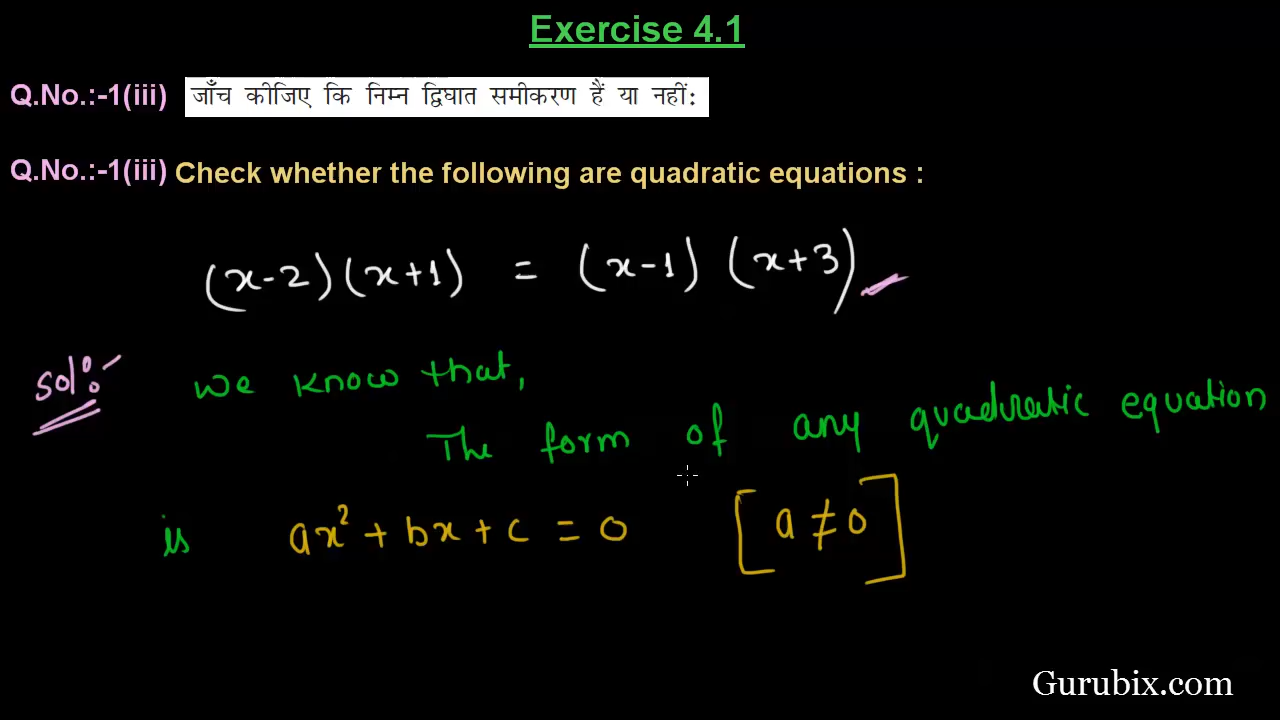 Exercise 4.1
Q.No.:-1(iii) जाँच कीजिए कि निम्न द्विघात समीकरण हैं या नहीं:
Q.No.:-1(iii) Check whether the following are quadratic equations :
(x-2)(x+1) = (x-1) (x+3)
Sol:- We know that,
The form of any quadratic equation
is ax²+bx+c=0 [a≠0]
Gurubix.com